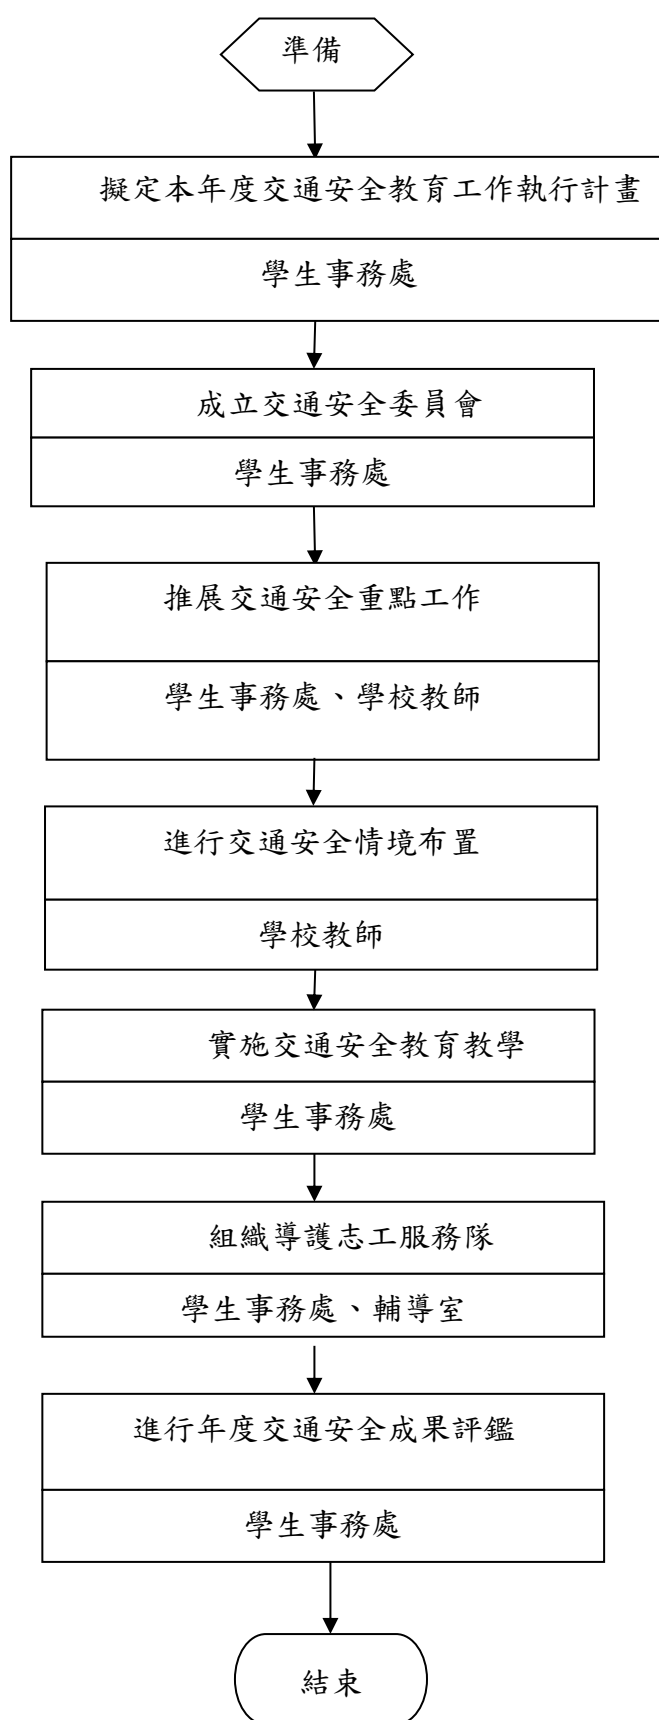 準備
擬定本年度交通安全教育工作執行計畫
學生事務處
成立交通安全委員會
學生事務處
推展交通安全重點工作
學生事務處、學校教師
進行交通安全情境布置
學校教師
實施交通安全教育教學
學生事務處
組織導護志工服務隊
學生事務處、輔導室
進行年度交通安全成果評鑑
學生事務處
結束